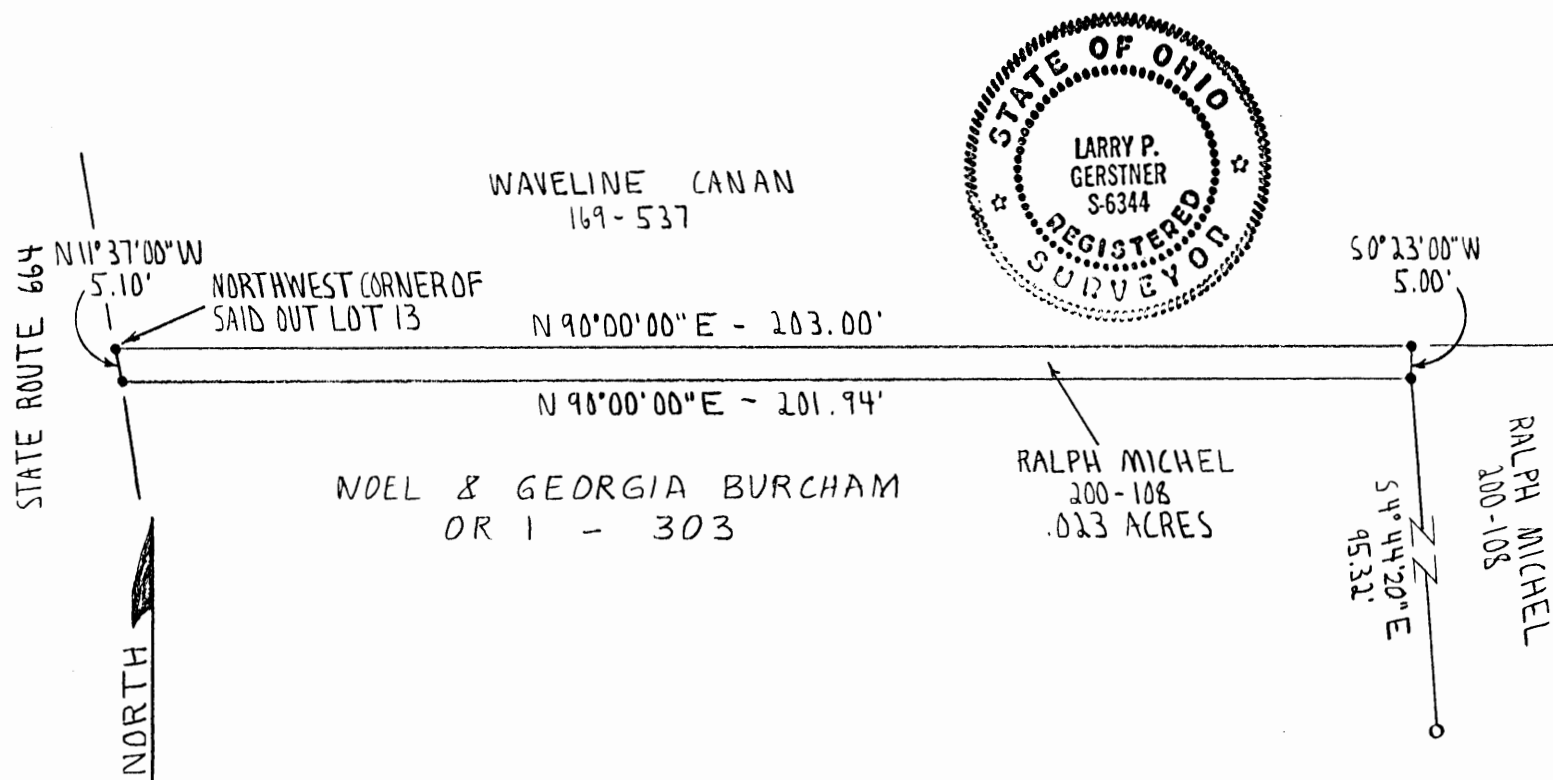 STATE OF OHIO
LARRY P.
GERSTNER
S-6344
REGISTERED
SURVEYOR
WAVELINE CANAN
169-537
STATE ROUTE 664
N 11°37'00"W
5.10'
NORTHWEST CORNER OF
SAID OUT LOT 13
N 90°00'00"E - 203.00'
S 0°23'00"W
5.00'
N 90°00'00"E - 201.94'
NOEL & GEORGIA BURCHAM
OR 1 - 303
RALPH MICHEL
200-108
.023 ACRES
S 4°44'20"E
95.32'
RALPH MICHEL
200-108
NORTH